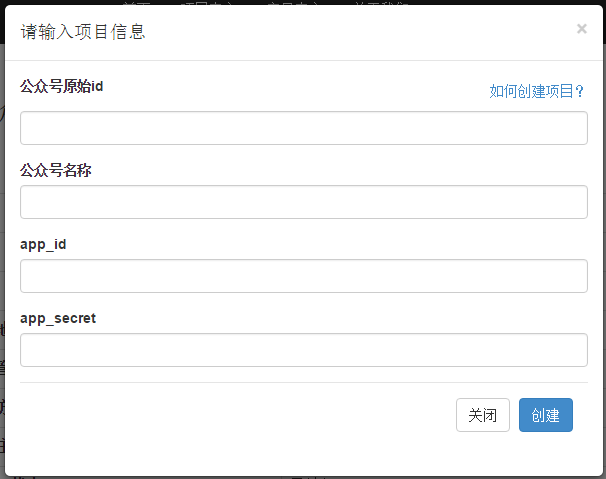 请输入项目信息
×
公众号原始id
如何创建项目？
公众号名称
app_id
app_secret
关闭
创建